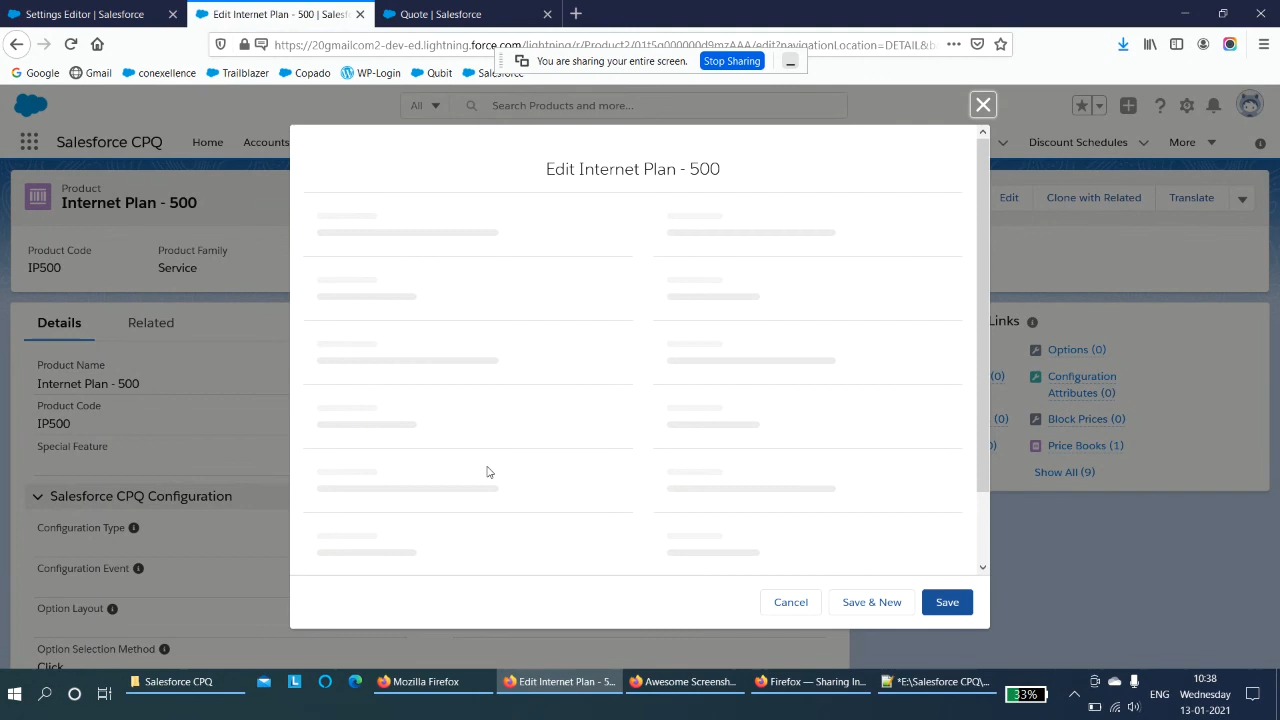 Settings Editor | Salesforce
Edit Internet Plan - 500 | Salesf
Quote | Salesforce
https://20gmailcom2-dev-ed.lightning.force.com/lightning/r/Product2/
You are sharing your entire screen.
Stop Sharing
Google
Gmail
conexellence
Trailblazer
Copado
WP-Login
Qubit
All
Search Products and more...
Salesforce CPQ
Home
Accounts
Discount Schedules
More
Edit Internet Plan - 500
Product
Internet Plan - 500
Edit
Clone with Related
Translate
Product Code
Product Family
IP500
Service
Details
Related
Links
Product Name
Internet Plan - 500
Product Code
IP500
Special Feature
Options (0)
(0)
Configuration
Attributes (0)
(0)
Block Prices (0)
Price Books (1)
Show All (9)
Salesforce CPQ Configuration
Configuration Type
Configuration Event
Option Layout
Option Selection Method
Click
Cancel
Save & New
Save
Salesforce CPQ
Mozilla Firefox
Edit Internet Plan - 5...
Awesome Screensh...
Firefox — Sharing In...
*E:\Salesforce CPQ\...
33%
ENG
10:38
Wednesday
13-01-2021